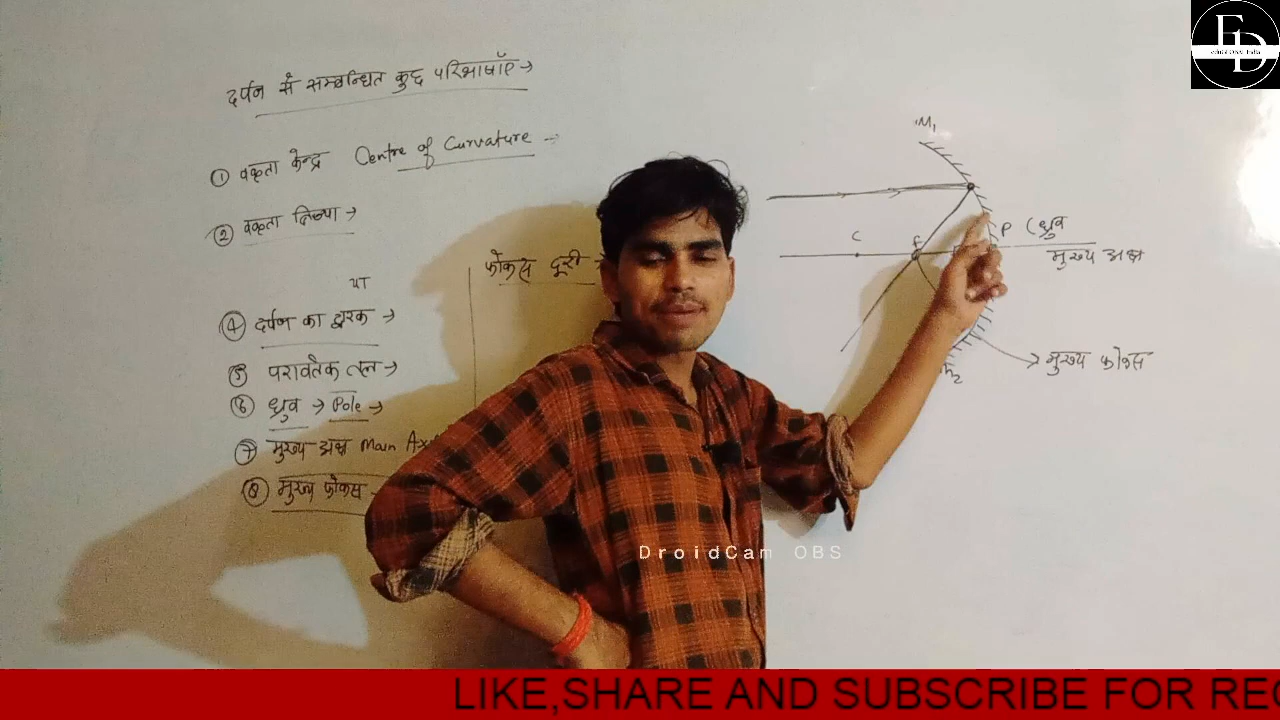 दर्पण से सम्बन्धित कुछ परिभाषाएँ →
① वक्रता केन्द्र Centre of Curvature →
② वक्रता त्रिज्या →
या
④ दर्पण का द्वारक →
⑤ परावर्तक तल →
⑥ ध्रुव → Pole →
⑦ मुख्य अक्ष Main Ax
⑧ मुख्य फोकस
फोकस दूरी →
M₁
P (ध्रुव
C F
मुख्य अक्ष
→ मुख्य फोकस
M₂
ED
DroidCam OBS
LIKE,SHARE AND SUBSCRIBE FOR REC